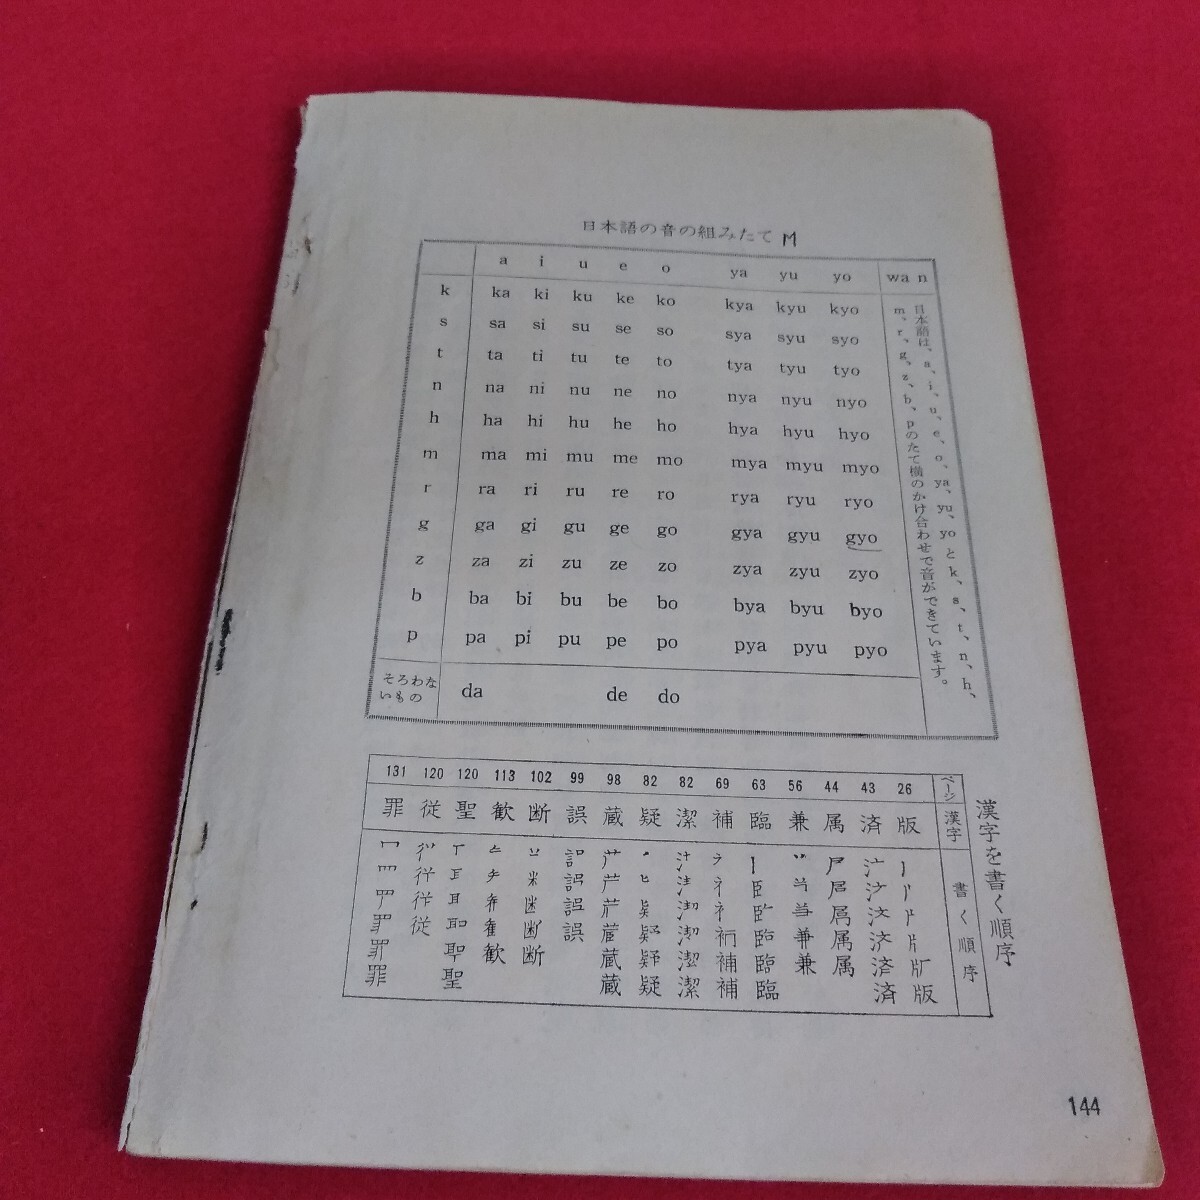 日本語の音の組みたて M
a i u e o ya yu yo wa n
k ka ki ku ke ko kya kyu kyo
s sa si su se so sya syu syo
t ta ti tu te to tya tyu tyo
n na ni nu ne no nya nyu nyo
h ha hi hu he ho hya hyu hyo
m ma mi mu me mo mya myu myo
r ra ri ru re ro rya ryu ryo
g ga gi gu ge go gya gyu gyo
z za zi zu ze zo zya zyu zyo
b ba bi bu be bo bya byu byo
p pa pi pu pe po pya pyu pyo
そろわな
いもの
da de do
日本語は、a、i、u、e、o、ya、yu、yoとk、s、t、n、h、
m、r、g、z、b、pのたて横のかけ合わせで音ができています。
漢字を書く順序
ページ 漢字 書く順序
26 版
43 済
44 属
56 兼
63 臨
69 補
82 潔
82 疑
98 蔵
99 誤
102 断
113 歓
120 聖
120 従
131 罪
144